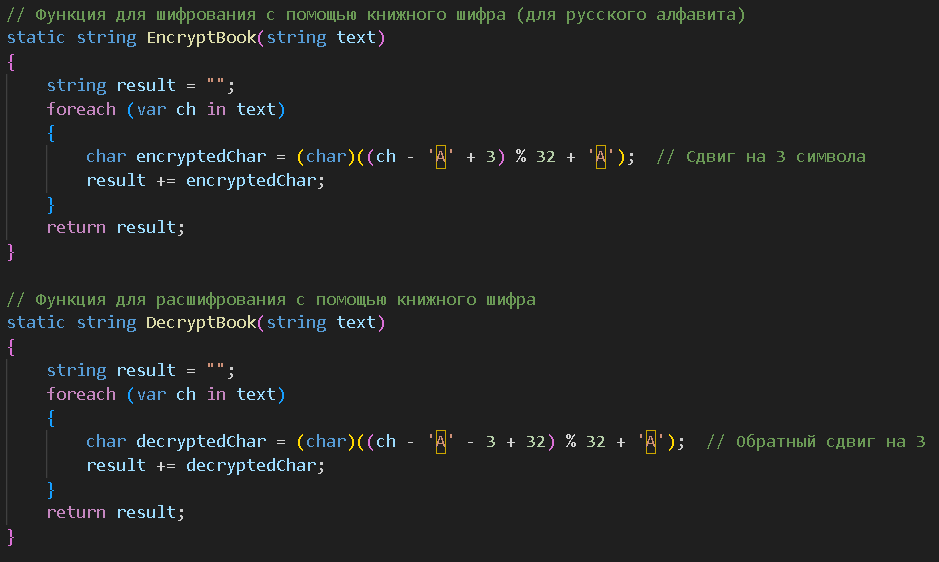 // Функция для шифрования с помощью книжного шифра (для русского алфавита)
static string EncryptBook(string text)
{
    string result = "";
    foreach (var ch in text)
    {
        char encryptedChar = (char)((ch - 'А' + 3) % 32 + 'А');  // Сдвиг на 3 символа
        result += encryptedChar;
    }
    return result;
}

// Функция для расшифрования с помощью книжного шифра
static string DecryptBook(string text)
{
    string result = "";
    foreach (var ch in text)
    {
        char decryptedChar = (char)((ch - 'А' - 3 + 32) % 32 + 'А');  // Обратный сдвиг на 3
        result += decryptedChar;
    }
    return result;
}